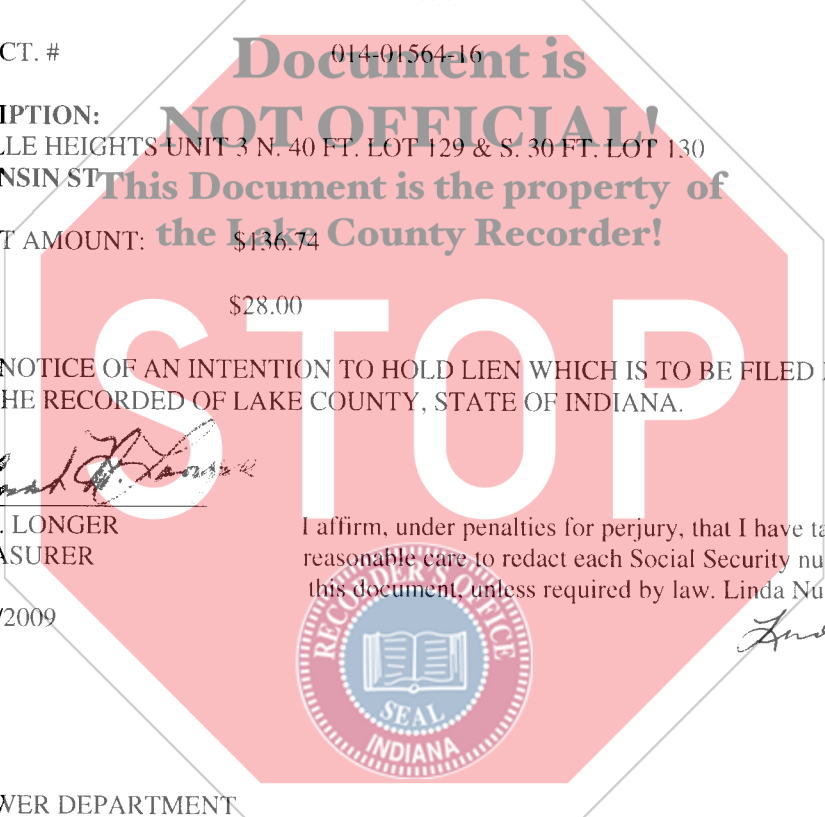 CT. # 014-01564-16
Document is
IPTION:
NOT OFFICIAL!
LLE HEIGHTS UNIT 3 N. 40 FT. LOT 129 & S. 30 FT. LOT 130
NSIN ST
This Document is the property of
T AMOUNT: $136.74
the Lake County Recorder!
$28.00
STOP
NOTICE OF AN INTENTION TO HOLD LIEN WHICH IS TO BE FILED
HE RECORDED OF LAKE COUNTY, STATE OF INDIANA.
. LONGER
ASURER
I affirm, under penalties for perjury, that I have ta
reasonable care to redact each Social Security nu
this document, unless required by law. Linda Nu
/2009
RECORDER'S OFFICE
SEAL
INDIANA
WER DEPARTMENT